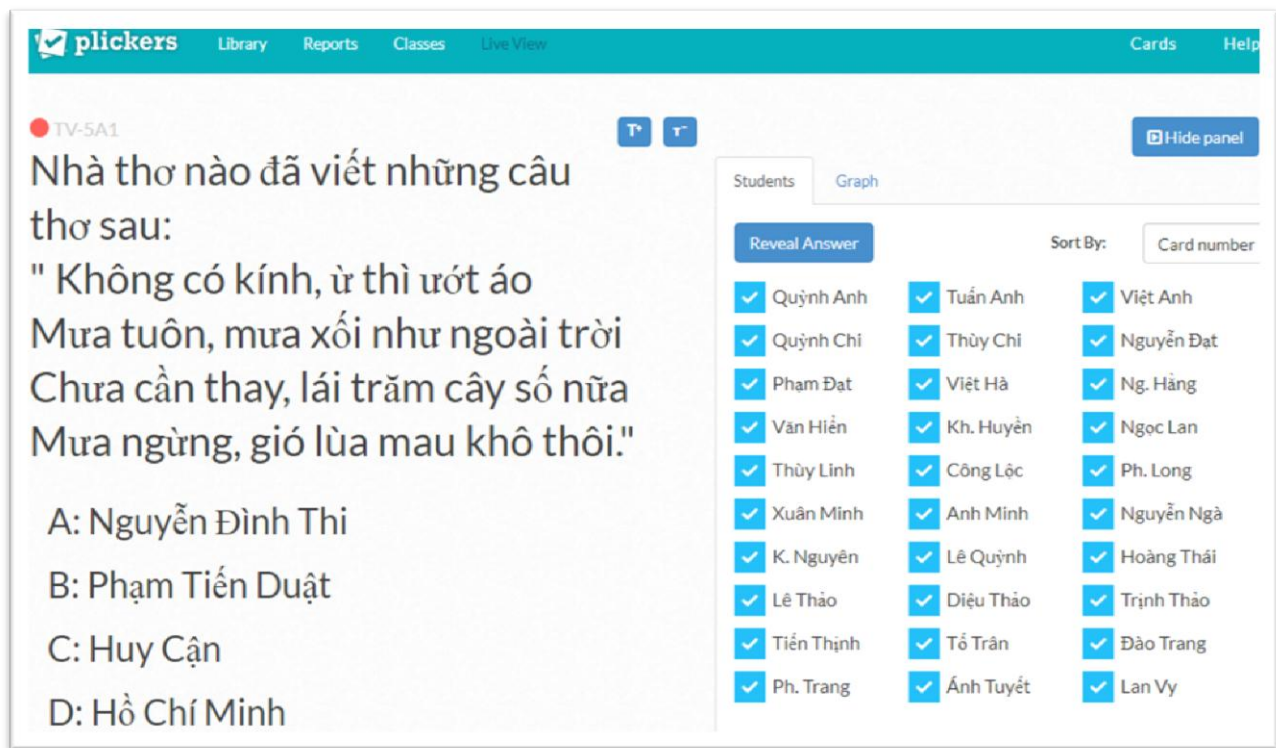 plickers Library Reports Classes Live View Cards Help
TV-5A1
T+ T-
Nhà thơ nào đã viết những câu
thơ sau:
" Không có kính, ừ thì ướt áo
Mưa tuôn, mưa xối như ngoài trời
Chưa cần thay, lái trăm cây số nữa
Mưa ngừng, gió lùa mau khô thôi."
A: Nguyễn Đình Thi
B: Phạm Tiến Duật
C: Huy Cận
D: Hồ Chí Minh
Hide panel
Students Graph
Reveal Answer Sort By: Card number
Quỳnh Anh Tuấn Anh Việt Anh
Quỳnh Chi Thùy Chi Nguyễn Đạt
Phạm Đạt Việt Hà Ng. Hằng
Văn Hiển Kh. Huyền Ngọc Lan
Thùy Linh Công Lộc Ph. Long
Xuân Minh Anh Minh Nguyễn Ngà
K. Nguyên Lê Quỳnh Hoàng Thái
Lê Thảo Diệu Thảo Trịnh Thảo
Tiến Thịnh Tố Trân Đào Trang
Ph. Trang Ánh Tuyết Lan Vy